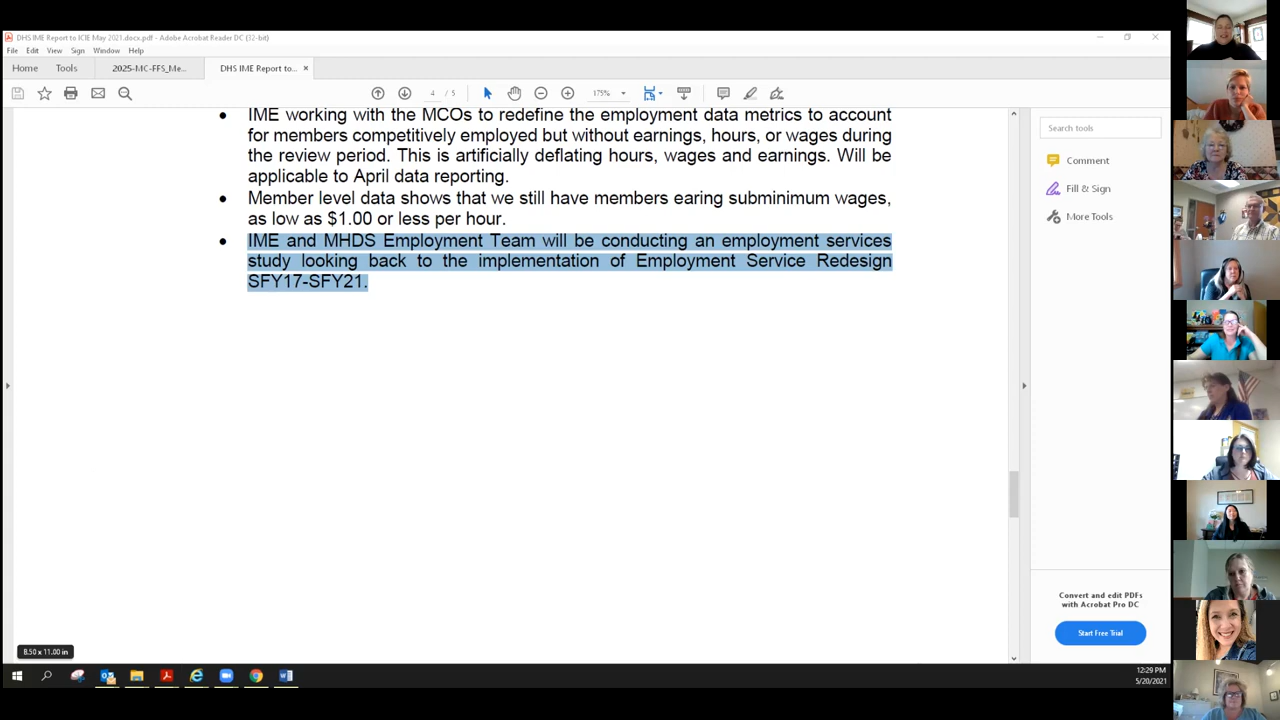 DHS IME Report to ICIE May 2021.docx.pdf - Adobe Acrobat Reader DC (32-bit)
File Edit View Sign Window Help
Home Tools 2025-MC-FFS_Me... DHS IME Report to... ×
4 / 5 175%
IME working with the MCOs to redefine the employment data metrics to account
for members competitively employed but without earnings, hours, or wages during
the review period. This is artificially deflating hours, wages and earnings. Will be
applicable to April data reporting.
Member level data shows that we still have members earing subminimum wages,
as low as $1.00 or less per hour.
IME and MHDS Employment Team will be conducting an employment services
study looking back to the implementation of Employment Service Redesign
SFY17-SFY21.
Search tools
Comment
Fill & Sign
More Tools
Convert and edit PDFs
with Acrobat Pro DC
Start Free Trial
8.50 x 11.00 in
12:29 PM
5/20/2021